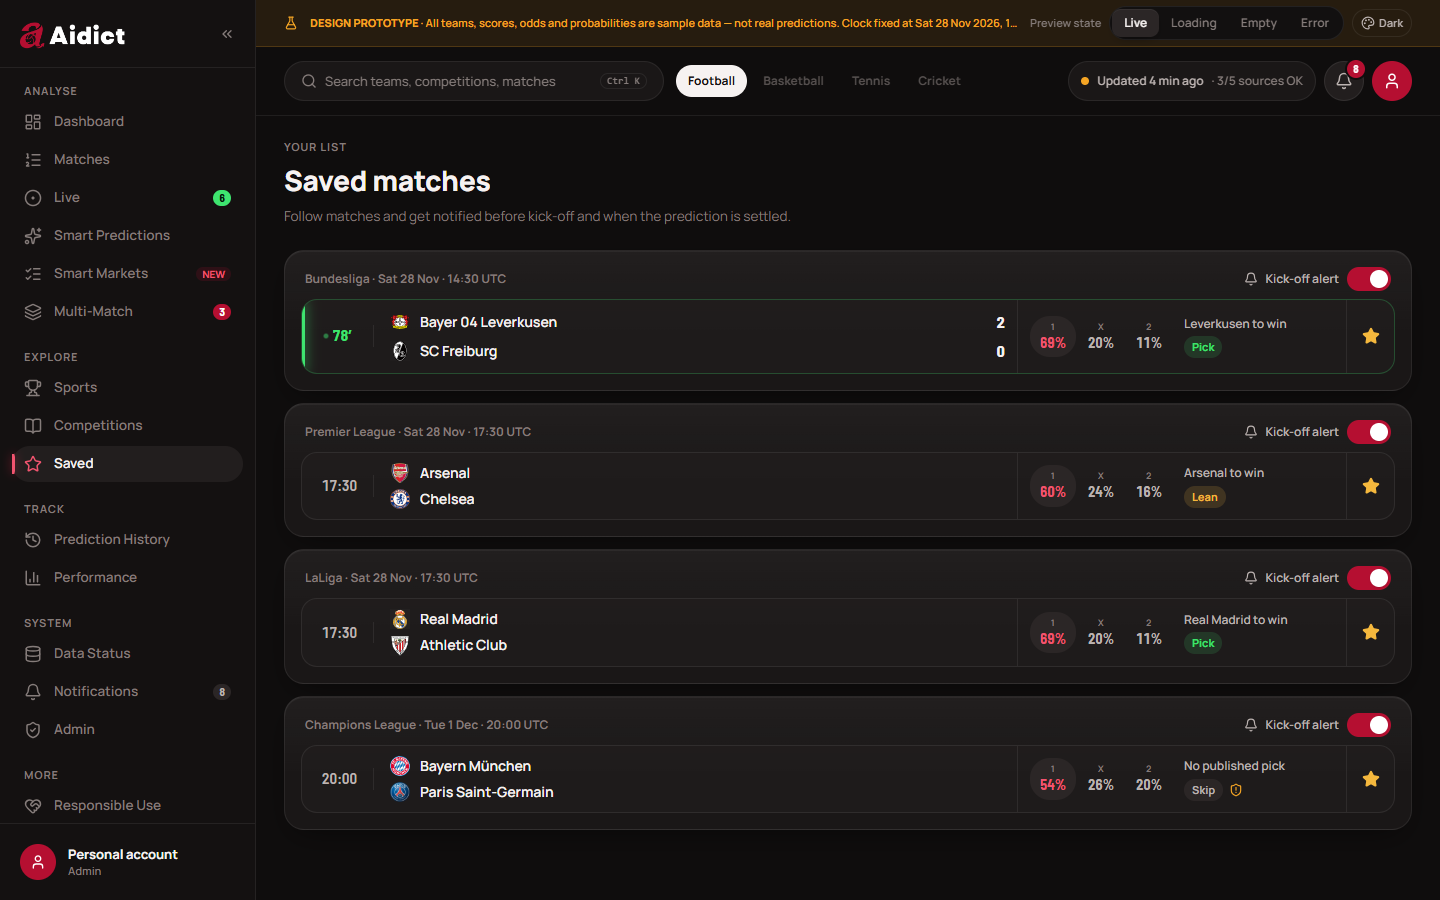 Aidict
ANALYSE
Dashboard
Matches
Live 6
Smart Predictions
Smart Markets NEW
Multi-Match 3
EXPLORE
Sports
Competitions
Saved
TRACK
Prediction History
Performance
SYSTEM
Data Status
Notifications 8
Admin
MORE
Responsible Use
Personal account
Admin
DESIGN PROTOTYPE · All teams, scores, odds and probabilities are sample data — not real predictions. Clock fixed at Sat 28 Nov 2026, 1... Preview state Live Loading Empty Error Dark
Search teams, competitions, matches Ctrl K Football Basketball Tennis Cricket Updated 4 min ago · 3/5 sources OK 8
YOUR LIST
Saved matches
Follow matches and get notified before kick-off and when the prediction is settled.
Bundesliga · Sat 28 Nov · 14:30 UTC Kick-off alert
78′
Bayer 04 Leverkusen 2
SC Freiburg 0
1 X 2
69% 20% 11%
Leverkusen to win
Pick
Premier League · Sat 28 Nov · 17:30 UTC Kick-off alert
17:30
Arsenal
Chelsea
1 X 2
60% 24% 16%
Arsenal to win
Lean
LaLiga · Sat 28 Nov · 17:30 UTC Kick-off alert
17:30
Real Madrid
Athletic Club
1 X 2
69% 20% 11%
Real Madrid to win
Pick
Champions League · Tue 1 Dec · 20:00 UTC Kick-off alert
20:00
Bayern München
Paris Saint-Germain
1 X 2
54% 26% 20%
No published pick
Skip